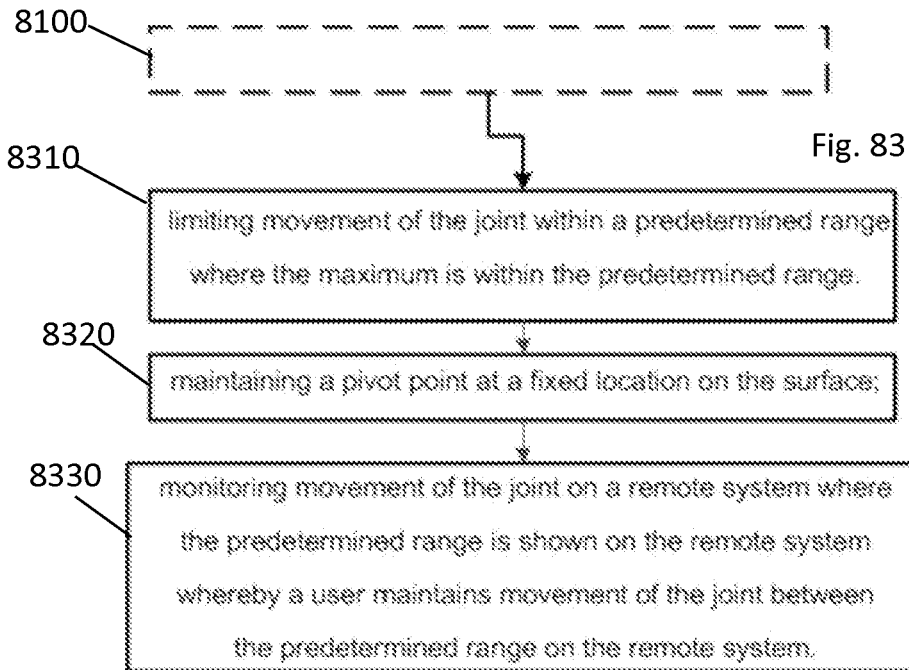 8100
Fig. 83
8310
limiting movement of the joint within a predetermined range
where the maximum is within the predetermined range.
8320
maintaining a pivot point at a fixed location on the surface;
8330
monitoring movement of the joint on a remote system where
the predetermined range is shown on the remote system
whereby a user maintains movement of the joint between
the predetermined range on the remote system.